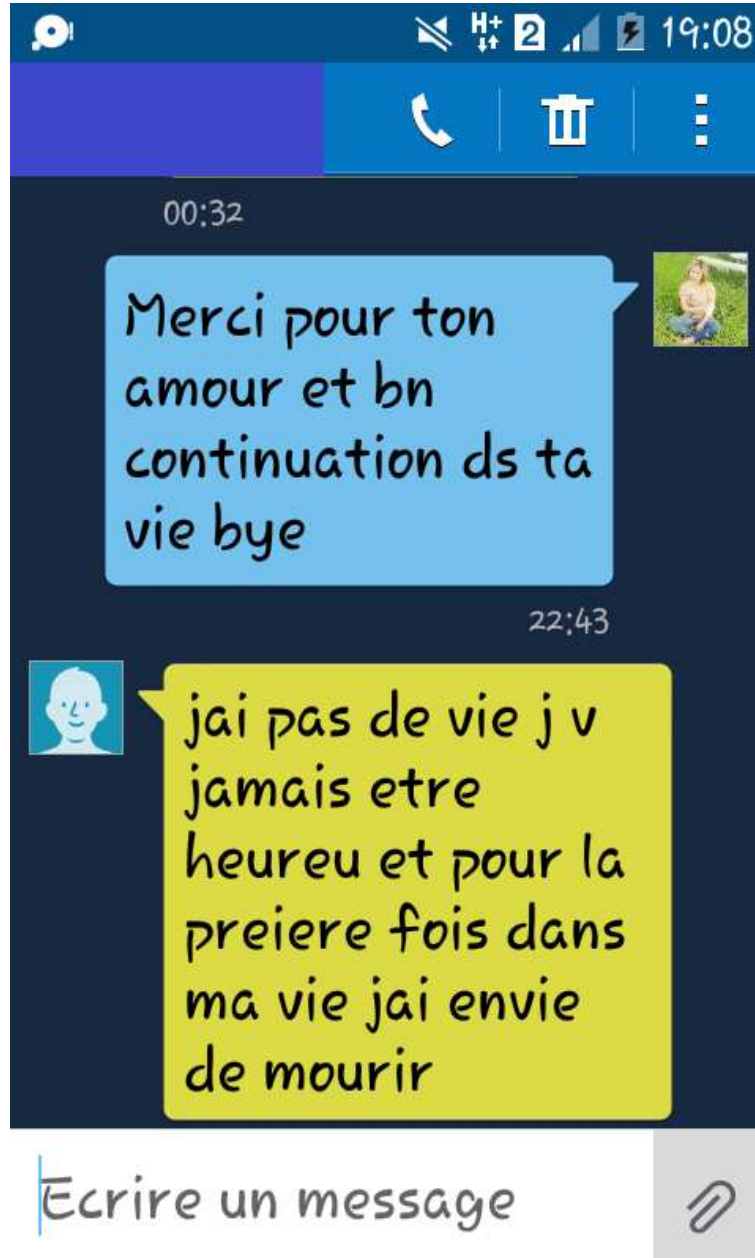 H+ 2 19:08
00:32
Merci pour ton
amour et bn
continuation ds ta
vie bye
22:43
jai pas de vie j v
jamais etre
heureu et pour la
preiere fois dans
ma vie jai envie
de mourir
Ecrire un message